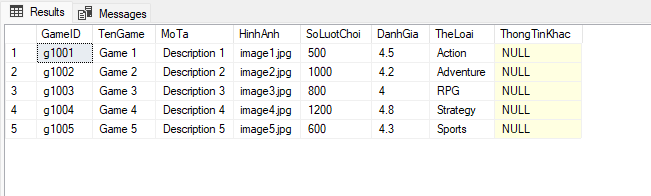 Results Messages
GameID TenGame MoTa HinhAnh SoLuotChoi DanhGia TheLoai ThongTinKhac
1 g1001 Game 1 Description 1 image1.jpg 500 4.5 Action NULL
2 g1002 Game 2 Description 2 image2.jpg 1000 4.2 Adventure NULL
3 g1003 Game 3 Description 3 image3.jpg 800 4 RPG NULL
4 g1004 Game 4 Description 4 image4.jpg 1200 4.8 Strategy NULL
5 g1005 Game 5 Description 5 image5.jpg 600 4.3 Sports NULL